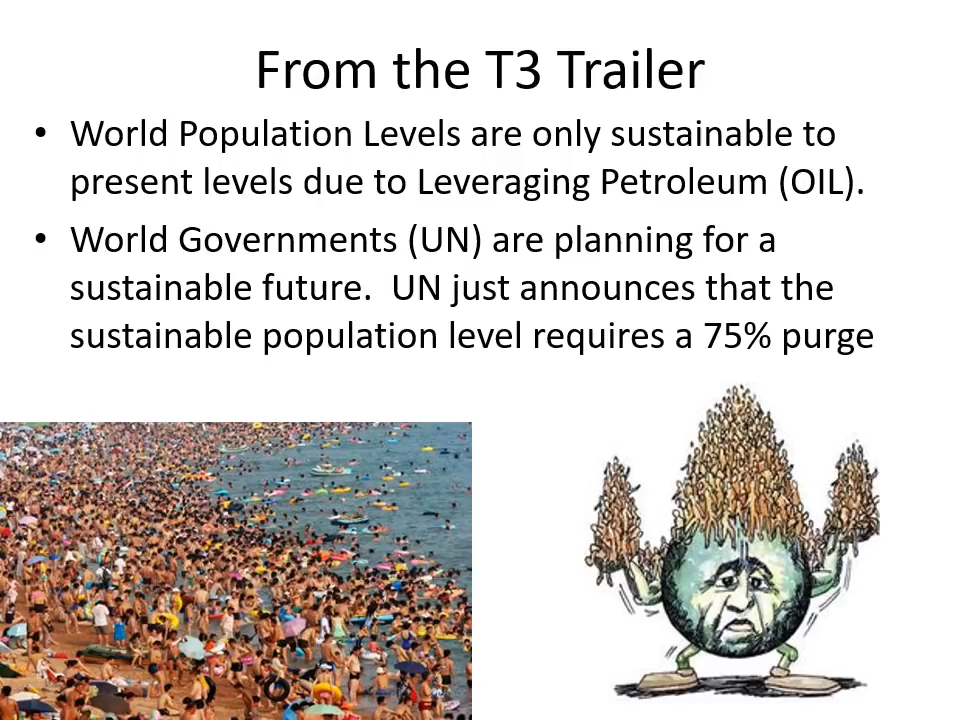 From the T3 Trailer
• World Population Levels are only sustainable to
present levels due to Leveraging Petroleum (OIL).
• World Governments (UN) are planning for a
sustainable future.  UN just announces that the
sustainable population level requires a 75% purge